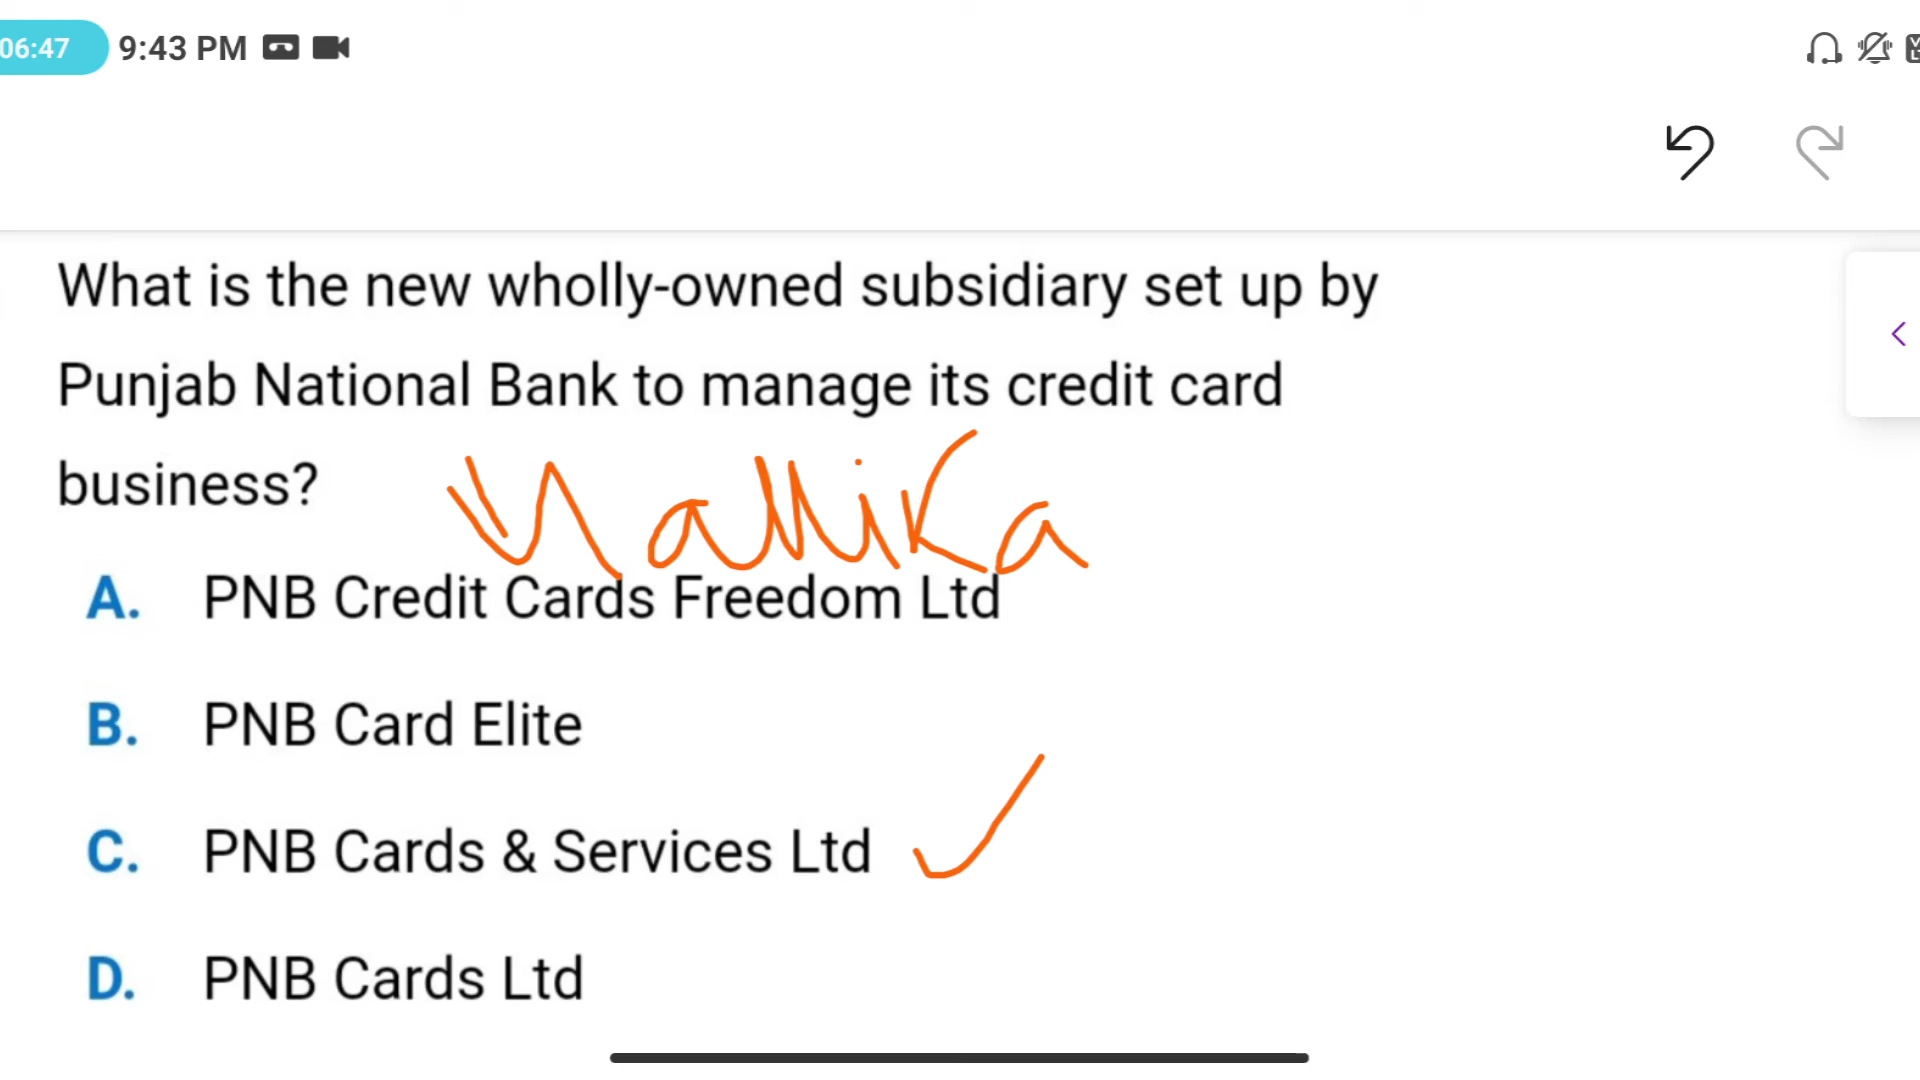 06:47 9:43 PM
What is the new wholly-owned subsidiary set up by
Punjab National Bank to manage its credit card
business?
Mallika
A. PNB Credit Cards Freedom Ltd
B. PNB Card Elite
C. PNB Cards & Services Ltd
D. PNB Cards Ltd